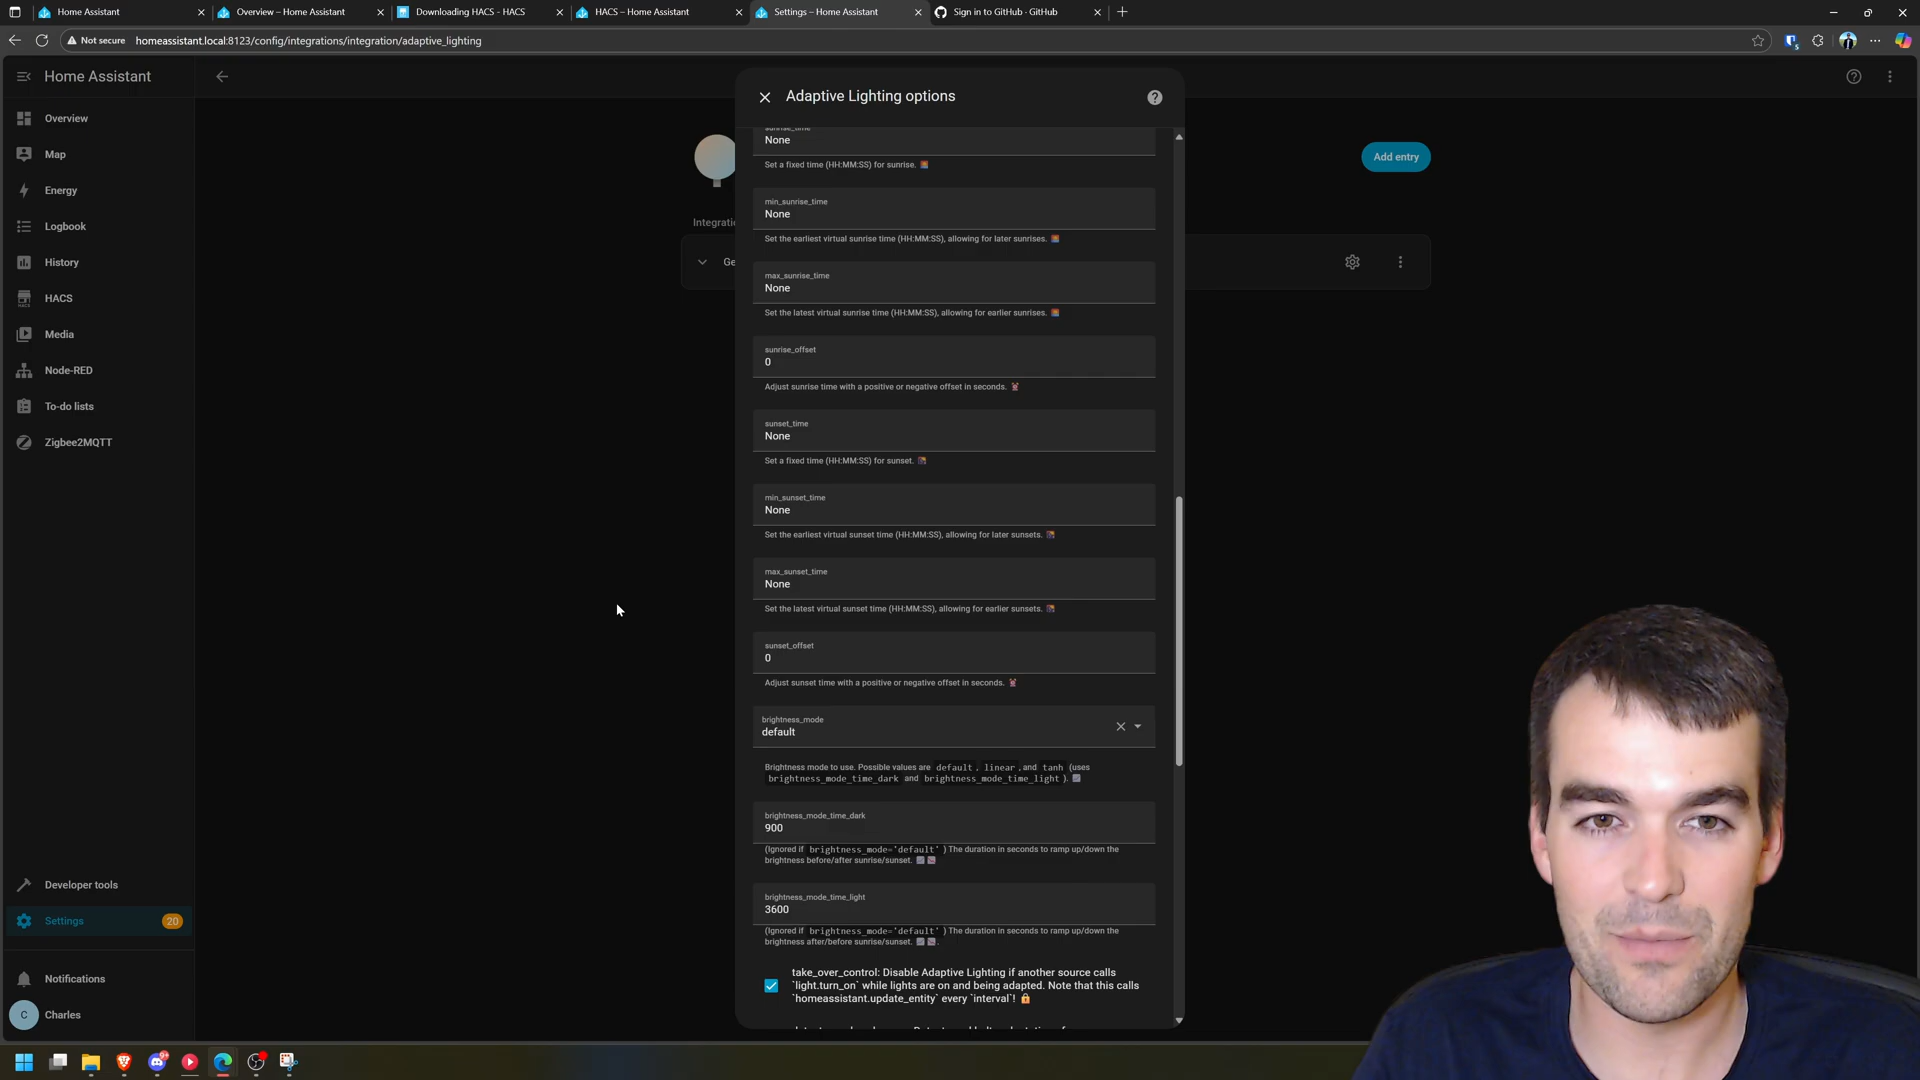 Home Assistant
Overview – Home Assistant
Downloading HACS - HACS
HACS – Home Assistant
Settings – Home Assistant
Sign in to GitHub · GitHub
Not secure
homeassistant.local:8123/config/integrations/integration/adaptive_lighting
Home Assistant
Overview
Map
Energy
Logbook
History
HACS
Media
Node-RED
To-do lists
Zigbee2MQTT
Developer tools
Settings
20
Notifications
C
Charles
Add entry
Adaptive Lighting options
sunrise_time
None
Set a fixed time (HH:MM:SS) for sunrise. 🌅
min_sunrise_time
None
Set the earliest virtual sunrise time (HH:MM:SS), allowing for later sunrises. 🌅
max_sunrise_time
None
Set the latest virtual sunrise time (HH:MM:SS), allowing for earlier sunrises. 🌅
sunrise_offset
0
Adjust sunrise time with a positive or negative offset in seconds. ⏰
sunset_time
None
Set a fixed time (HH:MM:SS) for sunset. 🌇
min_sunset_time
None
Set the earliest virtual sunset time (HH:MM:SS), allowing for later sunsets. 🌇
max_sunset_time
None
Set the latest virtual sunset time (HH:MM:SS), allowing for earlier sunsets. 🌇
sunset_offset
0
Adjust sunset time with a positive or negative offset in seconds. ⏰
brightness_mode
default
Brightness mode to use. Possible values are default, linear, and tanh (uses
brightness_mode_time_dark and brightness_mode_time_light). 📈
brightness_mode_time_dark
900
(Ignored if brightness_mode='default' ) The duration in seconds to ramp up/down the
brightness before/after sunrise/sunset. 📈📉
brightness_mode_time_light
3600
(Ignored if brightness_mode='default' ) The duration in seconds to ramp up/down the
brightness after/before sunrise/sunset. 📈📉.
take_over_control: Disable Adaptive Lighting if another source calls
`light.turn_on` while lights are on and being adapted. Note that this calls
`homeassistant.update_entity` every `interval`! 🔒